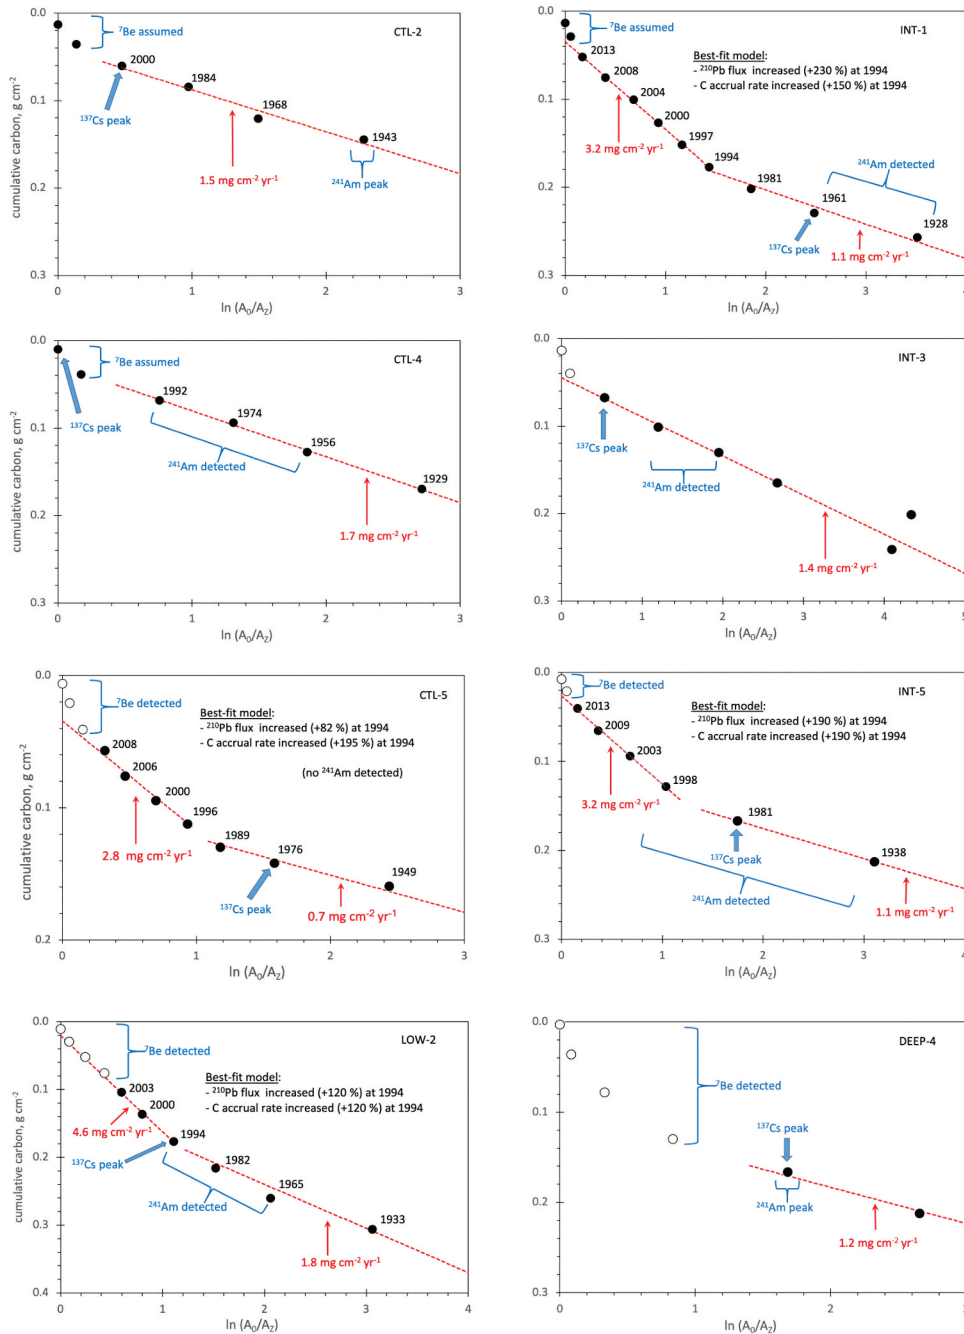 CTL-2
0.0
0.1
0.2
0.3
cumulative carbon, g cm⁻²
⁷Be assumed
2000
1984
1968
1943
¹³⁷Cs peak
²⁴¹Am peak
1.5 mg cm⁻² yr⁻¹
0 1 2 3
ln (A₀/A_Z)
INT-1
0.0
0.1
0.2
0.3
⁷Be assumed
Best-fit model:
- ²¹⁰Pb flux increased (+230 %) at 1994
- C accrual rate increased (+150 %) at 1994
2013
2008
2004
2000
1997
1994
1981
1961
1928
3.2 mg cm⁻² yr⁻¹
²⁴¹Am detected
¹³⁷Cs peak
1.1 mg cm⁻² yr⁻¹
0 1 2 3 4
ln (A₀/A_Z)
CTL-4
0.0
0.1
0.2
0.3
cumulative carbon, g cm⁻²
⁷Be assumed
1992
1974
1956
1929
¹³⁷Cs peak
²⁴¹Am detected
1.7 mg cm⁻² yr⁻¹
0 1 2 3
ln (A₀/A_Z)
INT-3
0.0
0.1
0.2
0.3
¹³⁷Cs peak
²⁴¹Am detected
1.4 mg cm⁻² yr⁻¹
0 1 2 3 4 5
ln (A₀/A_Z)
CTL-5
0.0
0.1
0.2
cumulative carbon, g cm⁻²
⁷Be detected
Best-fit model:
- ²¹⁰Pb flux increased (+82 %) at 1994
- C accrual rate increased (+195 %) at 1994
(no ²⁴¹Am detected)
2008
2006
2000
1996
1989
1976
1949
2.8 mg cm⁻² yr⁻¹
¹³⁷Cs peak
0.7 mg cm⁻² yr⁻¹
0 1 2 3
ln (A₀/A_Z)
INT-5
0.0
0.1
0.2
0.3
⁷Be detected
Best-fit model:
- ²¹⁰Pb flux increased (+190 %) at 1994
- C accrual rate increased (+190 %) at 1994
2013
2009
2003
1998
1981
1938
3.2 mg cm⁻² yr⁻¹
¹³⁷Cs peak
²⁴¹Am detected
1.1 mg cm⁻² yr⁻¹
0 1 2 3 4
ln (A₀/A_Z)
LOW-2
0.0
0.1
0.2
0.3
0.4
cumulative carbon, g cm⁻²
⁷Be detected
Best-fit model:
- ²¹⁰Pb flux increased (+120 %) at 1994
- C accrual rate increased (+120 %) at 1994
2003
2000
1994
1982
1965
1933
4.6 mg cm⁻² yr⁻¹
¹³⁷Cs peak
²⁴¹Am detected
1.8 mg cm⁻² yr⁻¹
0 1 2 3 4
ln (A₀/A_Z)
DEEP-4
0.0
0.1
0.2
0.3
⁷Be detected
¹³⁷Cs peak
²⁴¹Am peak
1.2 mg cm⁻² yr⁻¹
0 1 2
ln (A₀/A_Z)